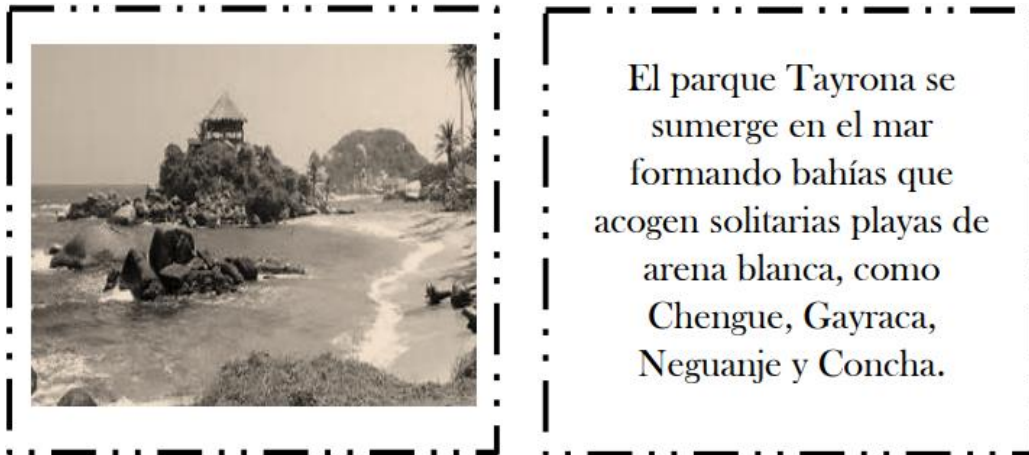 El parque Tayrona se
sumerge en el mar
formando bahías que
acogen solitarias playas de
arena blanca, como
Chengue, Gayraca,
Neguanje y Concha.